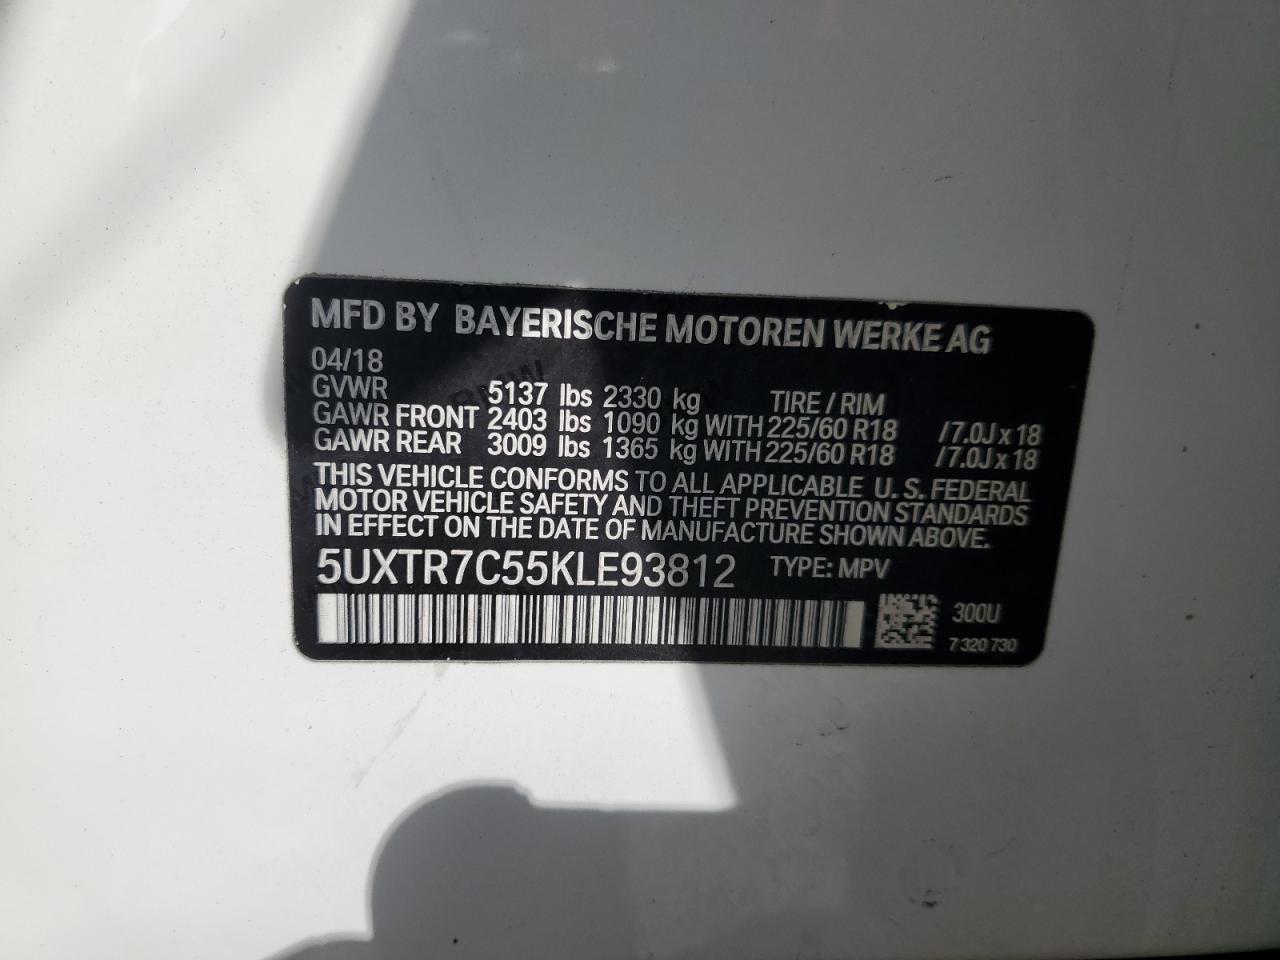 MFD BY BAYERISCHE MOTOREN WERKE AG
04/18
GVWR 5137 lbs 2330 kg TIRE / RIM
GAWR FRONT 2403 lbs 1090 kg WITH 225/60 R18 /7.0J x 18
GAWR REAR 3009 lbs 1365 kg WITH 225/60 R18 /7.0J x 18
THIS VEHICLE CONFORMS TO ALL APPLICABLE U. S. FEDERAL
MOTOR VEHICLE SAFETY AND THEFT PREVENTION STANDARDS
IN EFFECT ON THE DATE OF MANUFACTURE SHOWN ABOVE.
5UXTR7C55KLE93812 TYPE: MPV
300U
7 320 730